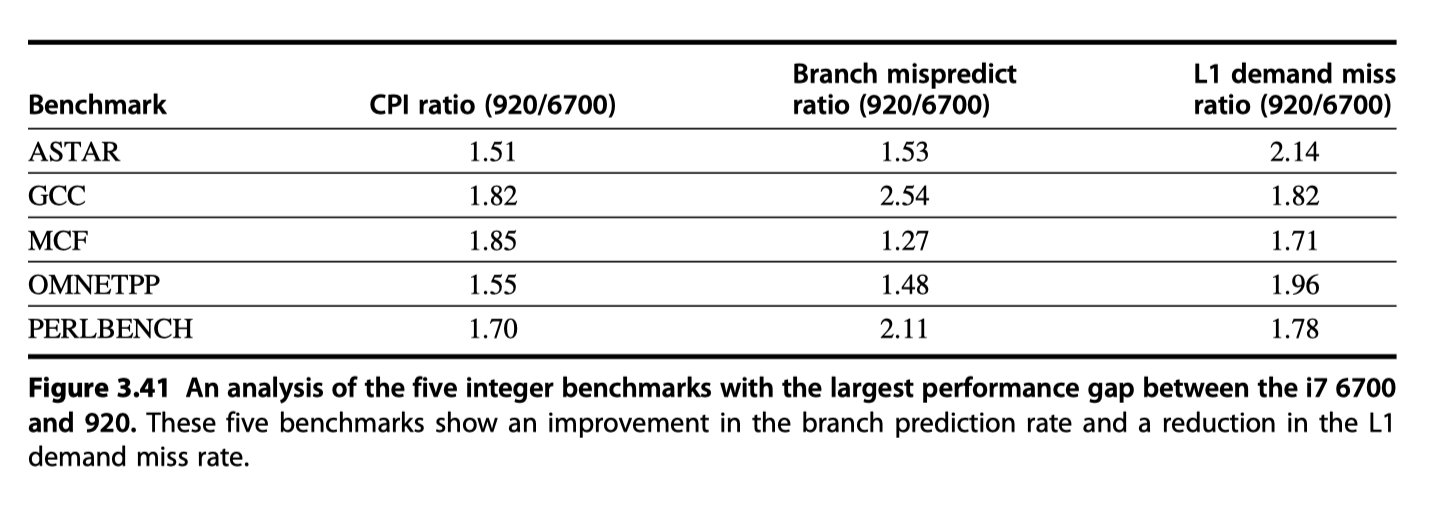 Benchmark CPI ratio (920/6700) Branch mispredict ratio (920/6700) L1 demand miss ratio (920/6700)
ASTAR 1.51 1.53 2.14
GCC 1.82 2.54 1.82
MCF 1.85 1.27 1.71
OMNETPP 1.55 1.48 1.96
PERLBENCH 1.70 2.11 1.78
Figure 3.41 An analysis of the five integer benchmarks with the largest performance gap between the i7 6700
and 920. These five benchmarks show an improvement in the branch prediction rate and a reduction in the L1
demand miss rate.